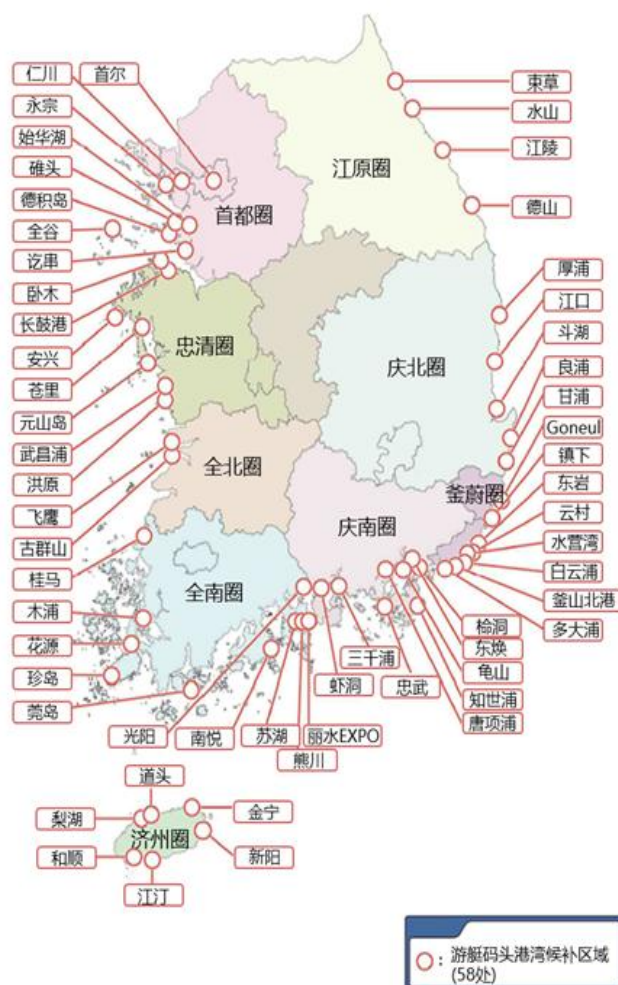 仁川
首尔
永宗
始华湖
碓头
德积岛
全谷
讫串
卧木
长鼓港
安兴
苍里
元山岛
武昌浦
洪原
飞鹰
古群山
桂马
木浦
花源
珍岛
莞岛
首都圈
江原圈
忠清圈
庆北圈
全北圈
釜蔚圈
庆南圈
全南圈
束草
水山
江陵
德山
厚浦
江口
斗湖
良浦
甘浦
Goneul
镇下
东岩
云村
水营湾
白云浦
釜山北港
多大浦
桧洞
东焕
龟山
知世浦
唐项浦
忠武
三千浦
虾洞
光阳
南悦
苏湖
丽水EXPO
熊川
道头
金宁
梨湖
济州圈
和顺
新阳
江汀
：游艇码头港湾候补区域
(58处)